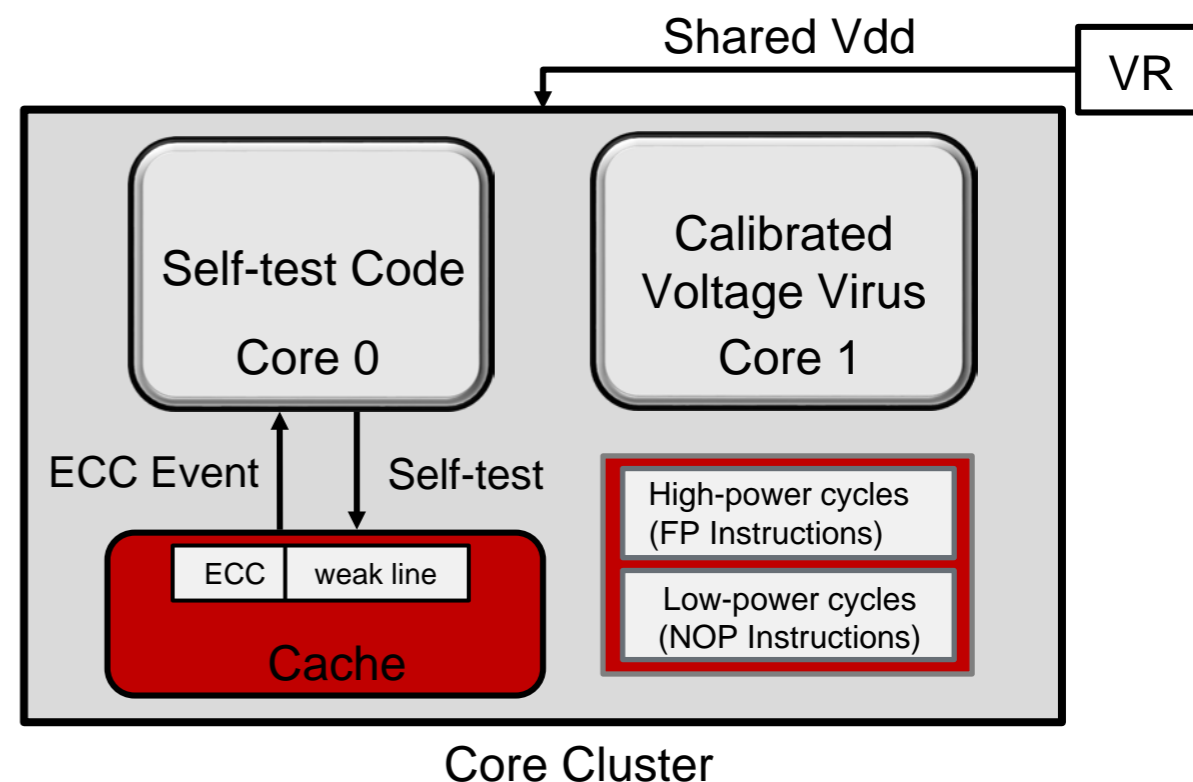 Shared Vdd
VR
Self-test Code
Core 0
Calibrated
Voltage Virus
Core 1
ECC Event
Self-test
ECC
weak line
Cache
High-power cycles
(FP Instructions)
Low-power cycles
(NOP Instructions)
Core Cluster